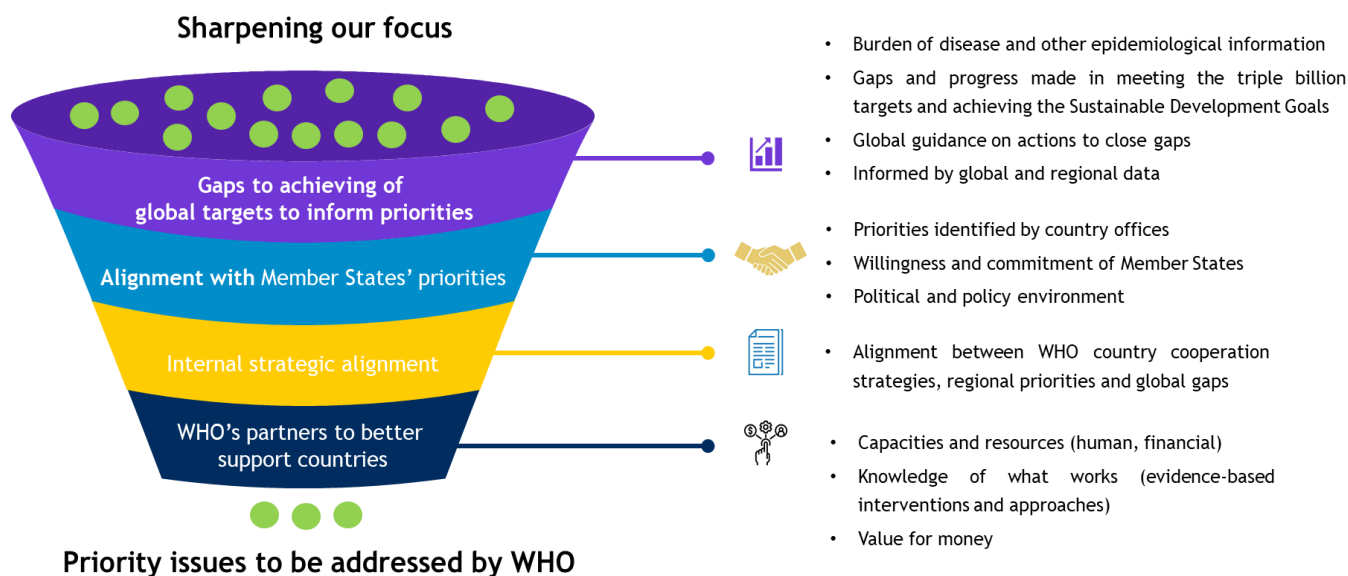 Sharpening our focus
Gaps to achieving of
global targets to inform priorities
Alignment with Member States’ priorities
Internal strategic alignment
WHO’s partners to better
support countries
Priority issues to be addressed by WHO
• Burden of disease and other epidemiological information
• Gaps and progress made in meeting the triple billion
targets and achieving the Sustainable Development Goals
• Global guidance on actions to close gaps
• Informed by global and regional data
• Priorities identified by country offices
• Willingness and commitment of Member States
• Political and policy environment
• Alignment between WHO country cooperation
strategies, regional priorities and global gaps
• Capacities and resources (human, financial)
• Knowledge of what works (evidence-based
interventions and approaches)
• Value for money